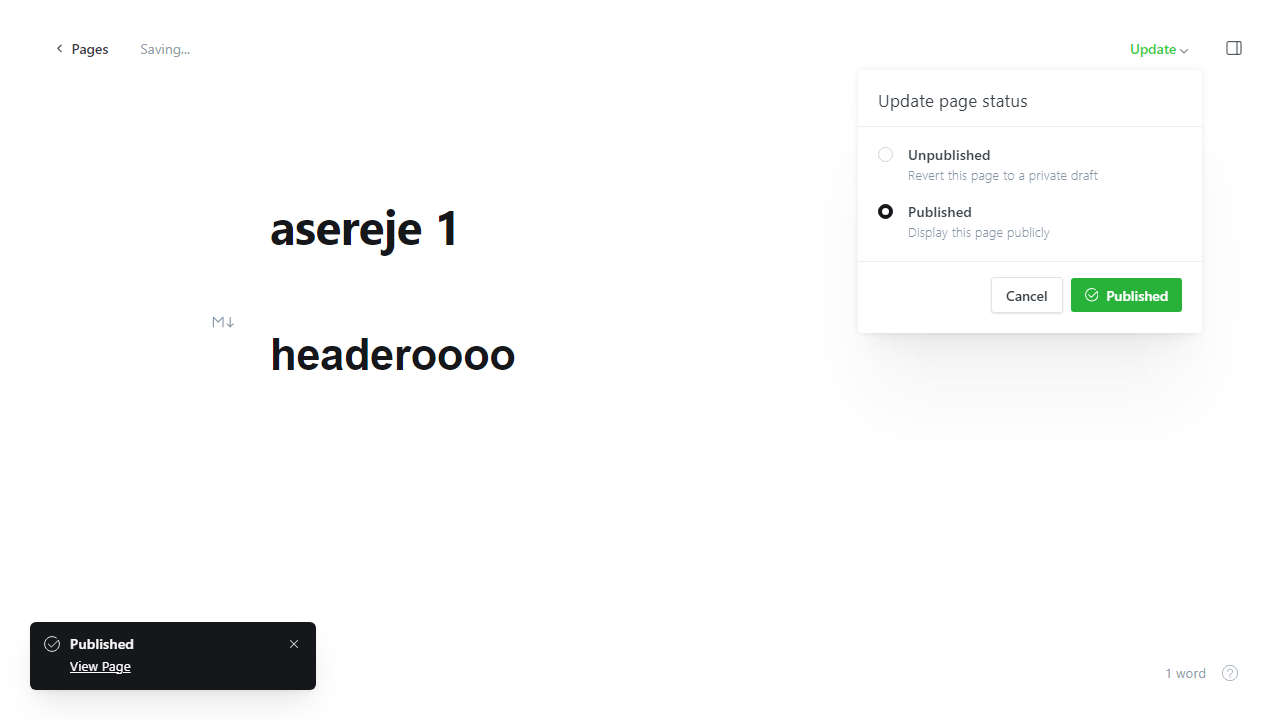 Pages
Saving...
Update
Update page status
Unpublished
Revert this page to a private draft
Published
Display this page publicly
Cancel
Published
asereje 1
M↓
headeroooo
Published
View Page
1 word
?